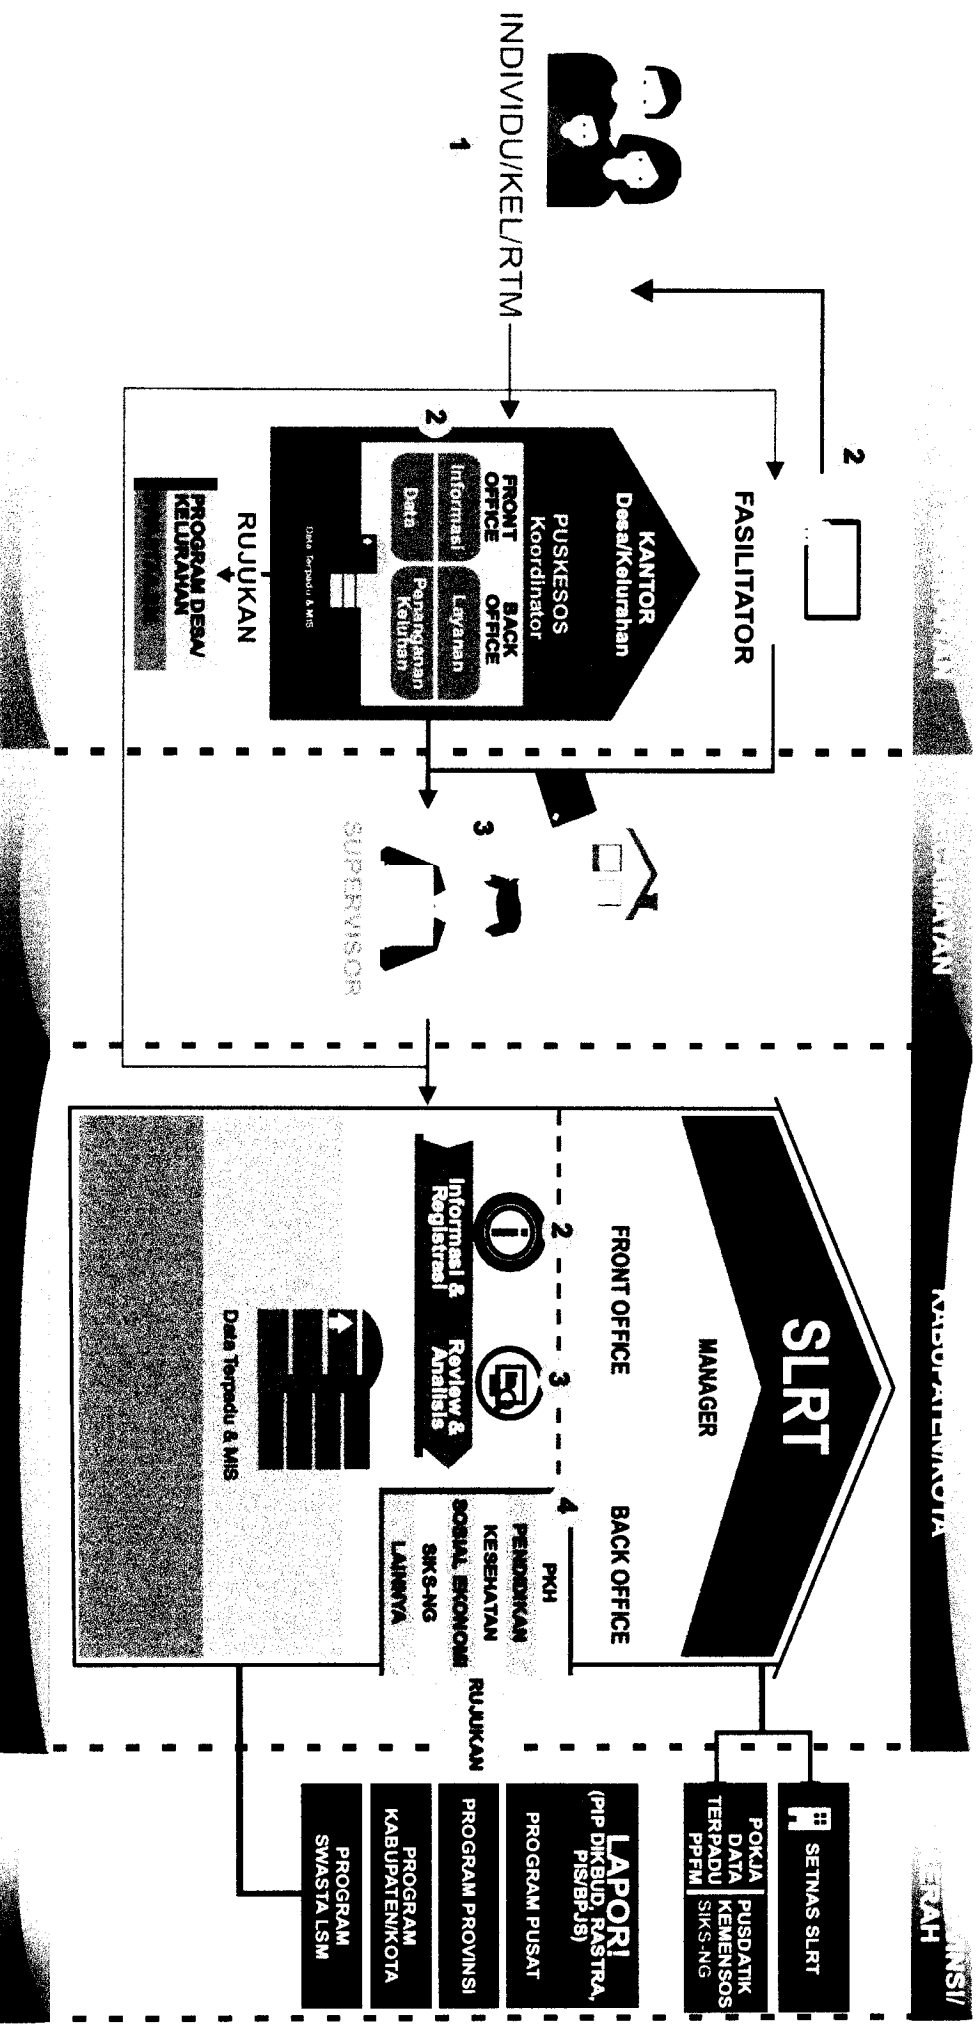 INDIVIDU/KEL/RTM
1
2
FASILITATOR
KANTOR
Desa/Kelurahan
PUSKESOS
Koordinator
2
FRONT
OFFICE
BACK
OFFICE
Informasi
Data
Layanan
Penanganan
Keluhan
Data Terpadu & MIS
RUJUKAN
PROGRAM DESA/
KELURAHAN
3
SUPERVISOR
KABUPATEN/KOTA
SLRT
MANAGER
FRONT OFFICE
BACK OFFICE
2
3
4
Informasi &
Registrasi
Review &
Analisis
Data Terpadu & MIS
PKH
PENDIDIKAN
KESEHATAN
SOSIAL EKONOMI
SIKS-NG
LAINNYA
RUJUKAN
SETNAS SLRT
POKJA
DATA
TERPADU
PPFM
PUSDATIK
KEMENSOS
SIKS-NG
LAPOR!
(PIP DIKBUD, RASTRA,
PIS/BPJS)
PROGRAM PUSAT
PROGRAM PROVINSI
PROGRAM
KABUPATEN/KOTA
PROGRAM
SWASTA LSM